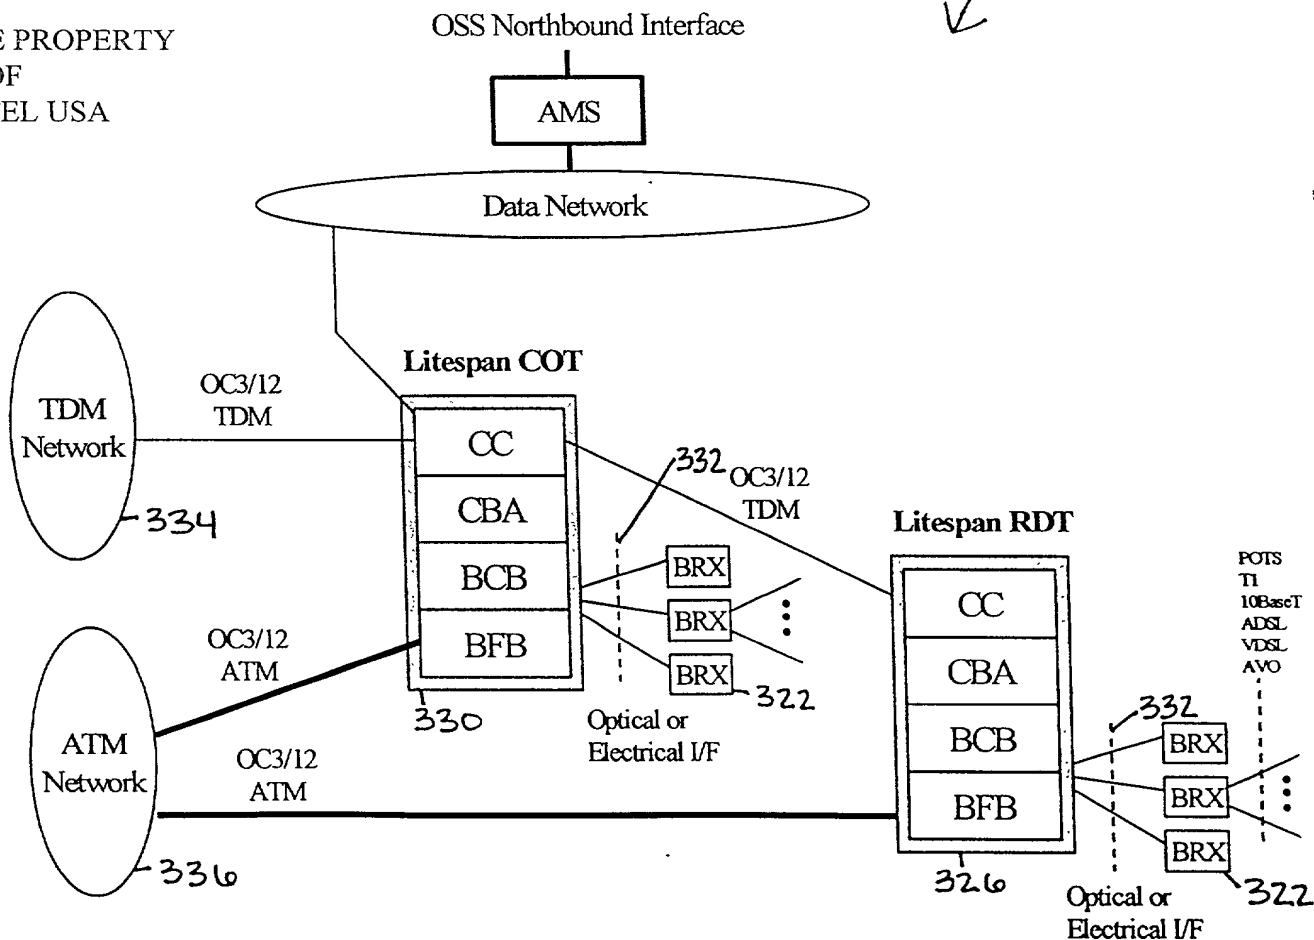 OSS Northbound Interface
E PROPERTY
OF
TEL USA
AMS
Data Network
Litespan COT
OC3/12
TDM
TDM
Network
CC
CBA
BCB
BFB
334
332
OC3/12
TDM
BRX
BRX
BRX
322
330
Optical or
Electrical I/F
Litespan RDT
CC
CBA
BCB
BFB
POTS
T1
10BaseT
ADSL
VDSL
AVO
OC3/12
ATM
ATM
Network
OC3/12
ATM
336
332
BRX
BRX
BRX
322
326
Optical or
Electrical I/F